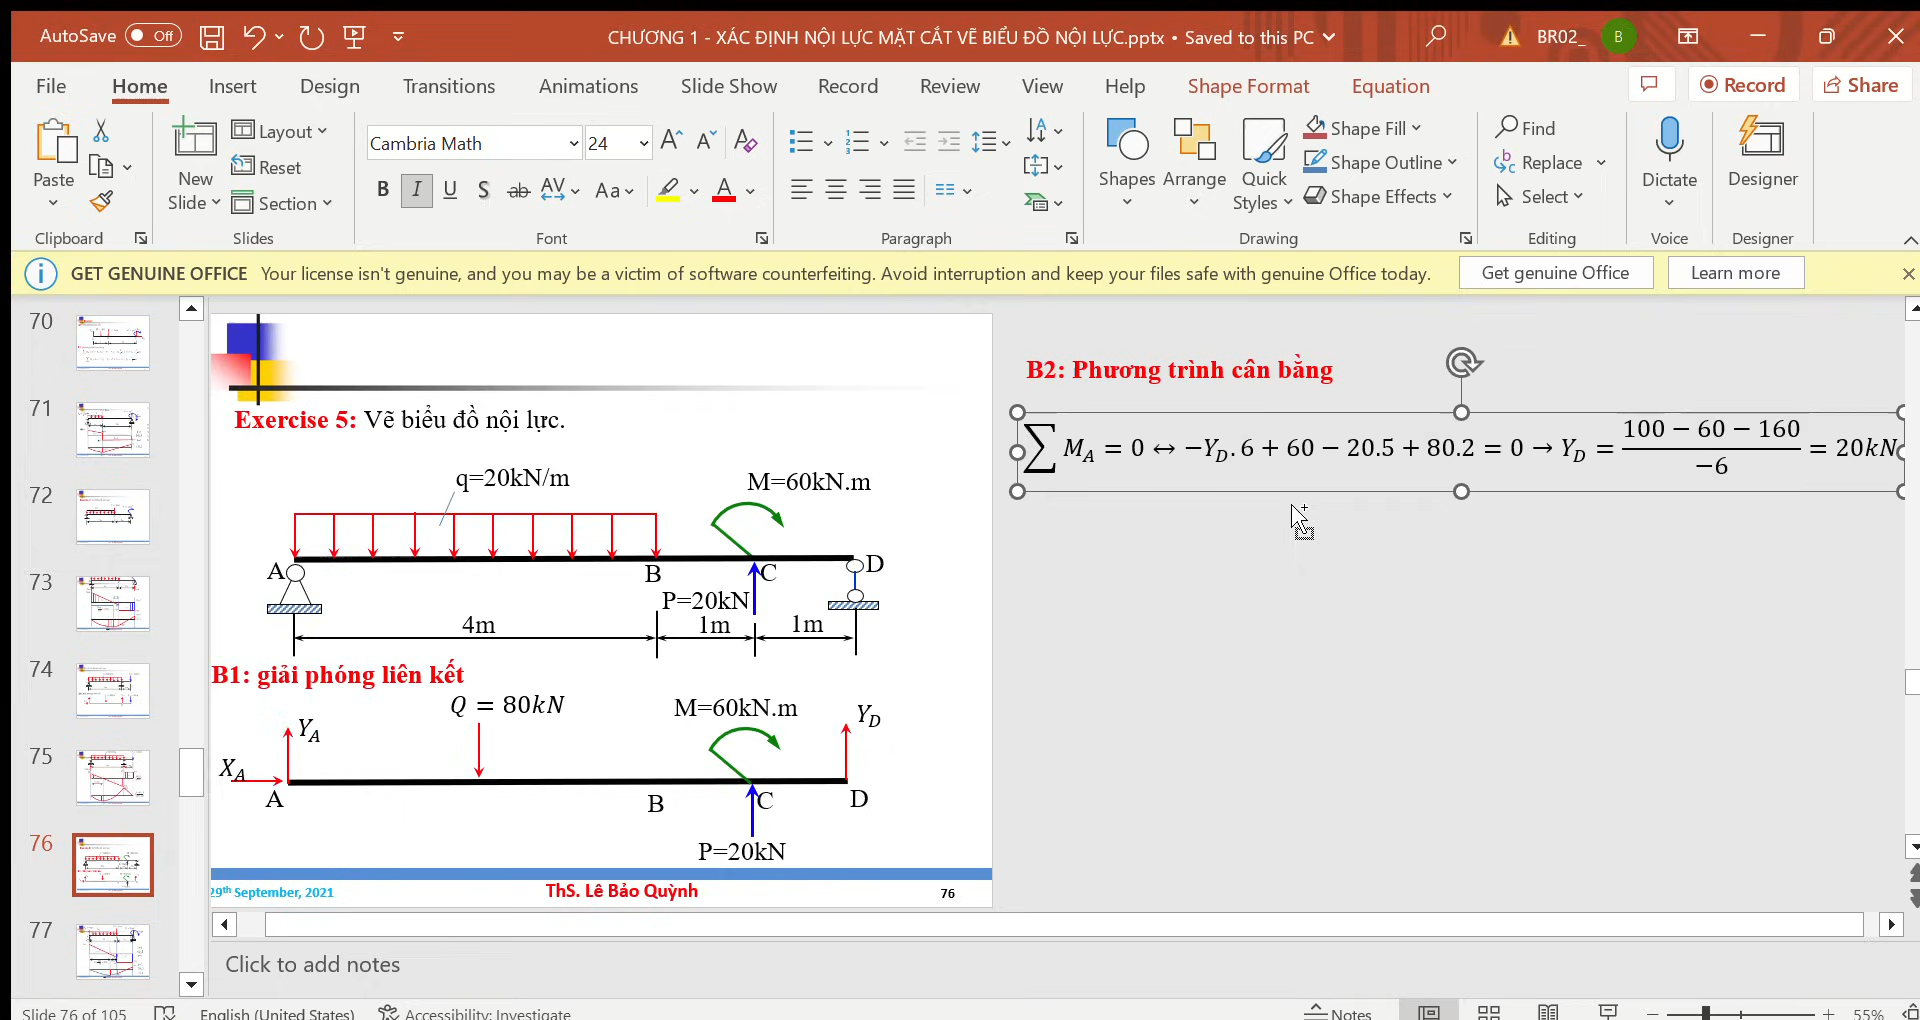 AutoSave Off CHƯƠNG 1 - XÁC ĐỊNH NỘI LỰC MẶT CẮT VẼ BIỂU ĐỒ NỘI LỰC.pptx • Saved to this PC BR02_ B
File Home Insert Design Transitions Animations Slide Show Record Review View Help Shape Format Equation Record Share
Paste New Slide Layout Reset Section
Cambria Math 24
B I U S ab AV Aa A
Shapes Arrange Quick Styles Shape Fill Shape Outline Shape Effects
Find Replace Select Dictate Designer
Clipboard Slides Font Paragraph Drawing Editing Voice Designer
GET GENUINE OFFICE Your license isn't genuine, and you may be a victim of software counterfeiting. Avoid interruption and keep your files safe with genuine Office today. Get genuine Office Learn more
70
71
72
73
74
75
76
77
Exercise 5: Vẽ biểu đồ nội lực.
q=20kN/m M=60kN.m
A B C D
P=20kN
4m 1m 1m
B1: giải phóng liên kết
Q = 80kN M=60kN.m Y_D
Y_A
X_A
A B C D
P=20kN
29th September, 2021 ThS. Lê Bảo Quỳnh 76
B2: Phương trình cân bằng
∑ M_A = 0 ↔ −Y_D. 6 + 60 − 20.5 + 80.2 = 0 → Y_D = (100 − 60 − 160)/(−6) = 20kN
Click to add notes
Slide 76 of 105 English (United States) Accessibility: Investigate Notes 55%